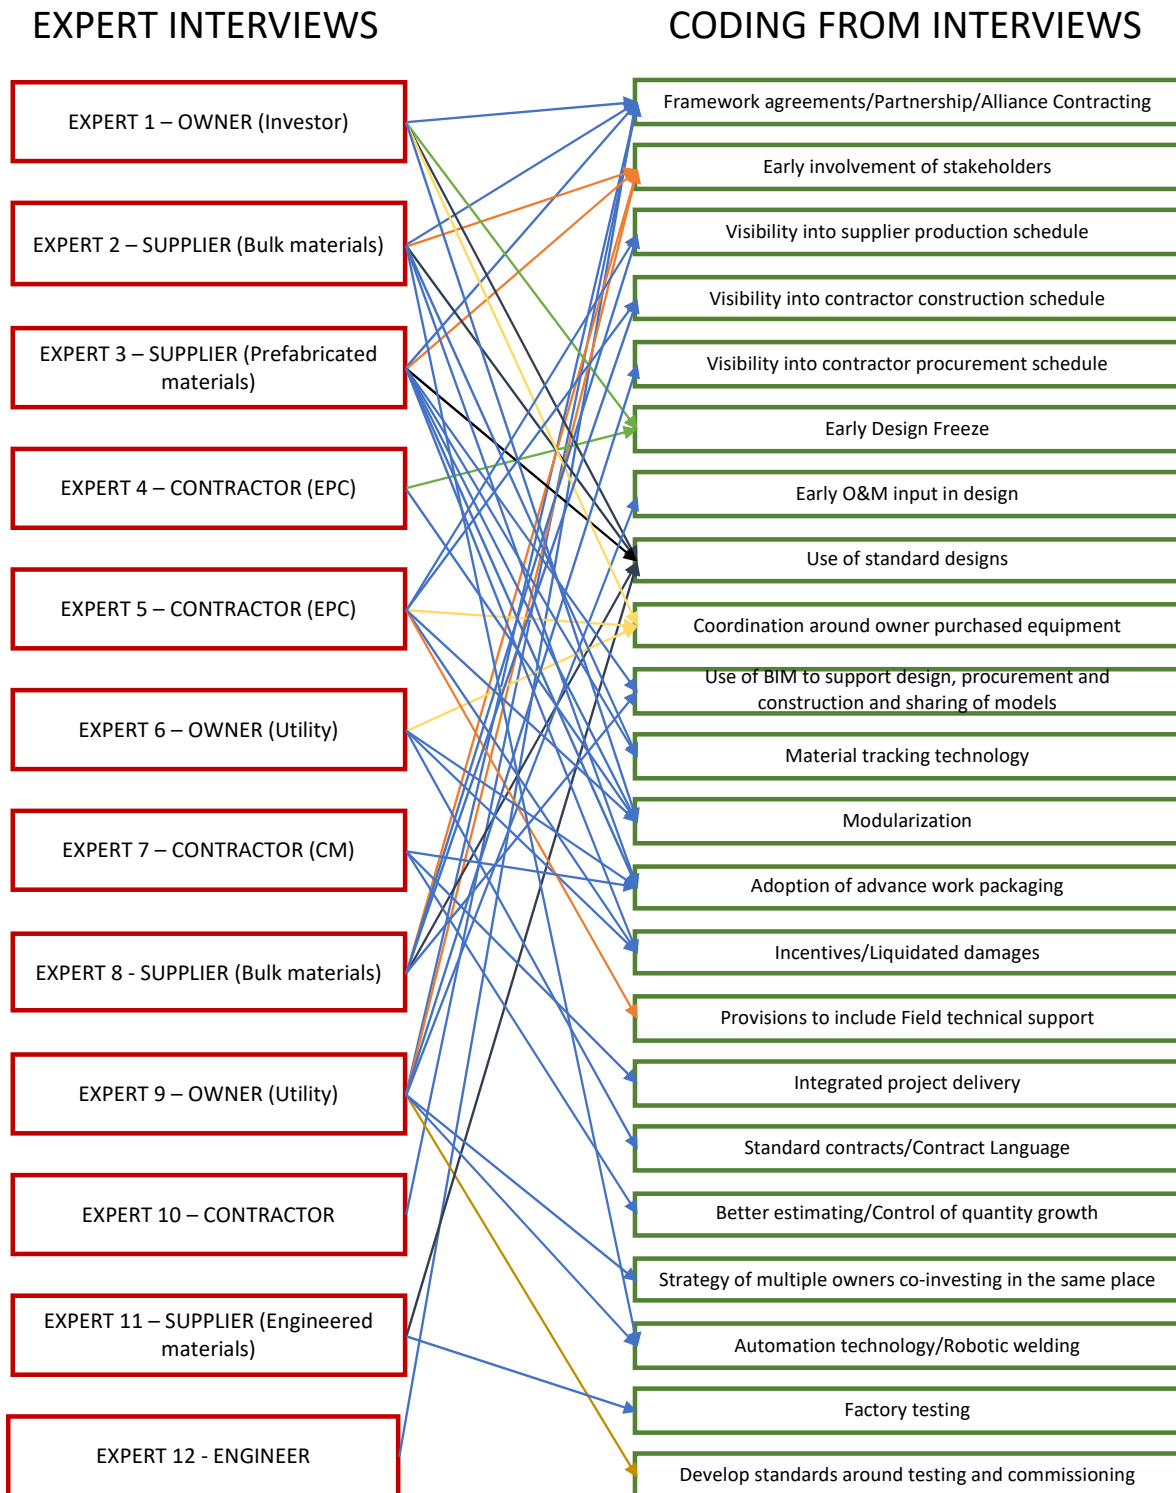 EXPERT INTERVIEWS
EXPERT 1 – OWNER (Investor)
EXPERT 2 – SUPPLIER (Bulk materials)
EXPERT 3 – SUPPLIER (Prefabricated
materials)
EXPERT 4 – CONTRACTOR (EPC)
EXPERT 5 – CONTRACTOR (EPC)
EXPERT 6 – OWNER (Utility)
EXPERT 7 – CONTRACTOR (CM)
EXPERT 8 - SUPPLIER (Bulk materials)
EXPERT 9 – OWNER (Utility)
EXPERT 10 – CONTRACTOR
EXPERT 11 – SUPPLIER (Engineered
materials)
EXPERT 12 - ENGINEER
CODING FROM INTERVIEWS
Framework agreements/Partnership/Alliance Contracting
Early involvement of stakeholders
Visibility into supplier production schedule
Visibility into contractor construction schedule
Visibility into contractor procurement schedule
Early Design Freeze
Early O&M input in design
Use of standard designs
Coordination around owner purchased equipment
Use of BIM to support design, procurement and
construction and sharing of models
Material tracking technology
Modularization
Adoption of advance work packaging
Incentives/Liquidated damages
Provisions to include Field technical support
Integrated project delivery
Standard contracts/Contract Language
Better estimating/Control of quantity growth
Strategy of multiple owners co-investing in the same place
Automation technology/Robotic welding
Factory testing
Develop standards around testing and commissioning